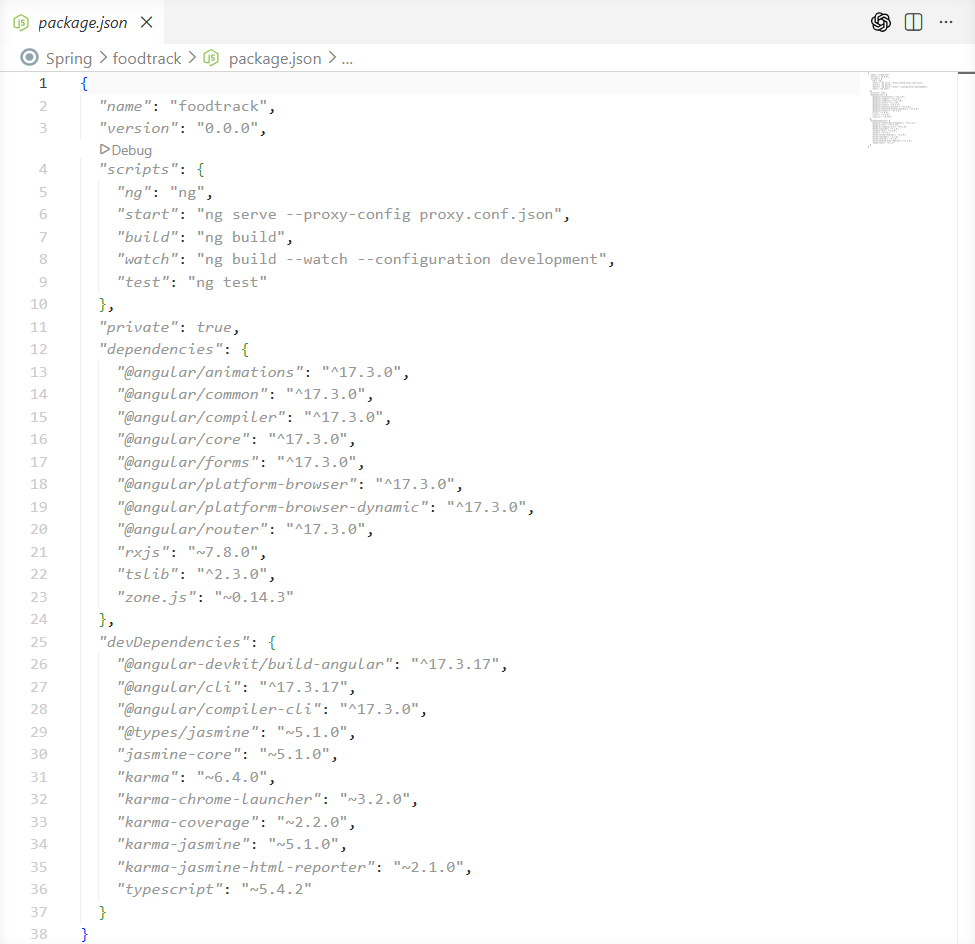 package.json
Spring > foodtrack > package.json > ...
1 {
2 "name": "foodtrack",
3 "version": "0.0.0",
Debug
4 "scripts": {
5 "ng": "ng",
6 "start": "ng serve --proxy-config proxy.conf.json",
7 "build": "ng build",
8 "watch": "ng build --watch --configuration development",
9 "test": "ng test"
10 },
11 "private": true,
12 "dependencies": {
13 "@angular/animations": "^17.3.0",
14 "@angular/common": "^17.3.0",
15 "@angular/compiler": "^17.3.0",
16 "@angular/core": "^17.3.0",
17 "@angular/forms": "^17.3.0",
18 "@angular/platform-browser": "^17.3.0",
19 "@angular/platform-browser-dynamic": "^17.3.0",
20 "@angular/router": "^17.3.0",
21 "rxjs": "~7.8.0",
22 "tslib": "^2.3.0",
23 "zone.js": "~0.14.3"
24 },
25 "devDependencies": {
26 "@angular-devkit/build-angular": "^17.3.17",
27 "@angular/cli": "^17.3.17",
28 "@angular/compiler-cli": "^17.3.0",
29 "@types/jasmine": "~5.1.0",
30 "jasmine-core": "~5.1.0",
31 "karma": "~6.4.0",
32 "karma-chrome-launcher": "~3.2.0",
33 "karma-coverage": "~2.2.0",
34 "karma-jasmine": "~5.1.0",
35 "karma-jasmine-html-reporter": "~2.1.0",
36 "typescript": "~5.4.2"
37 }
38 }